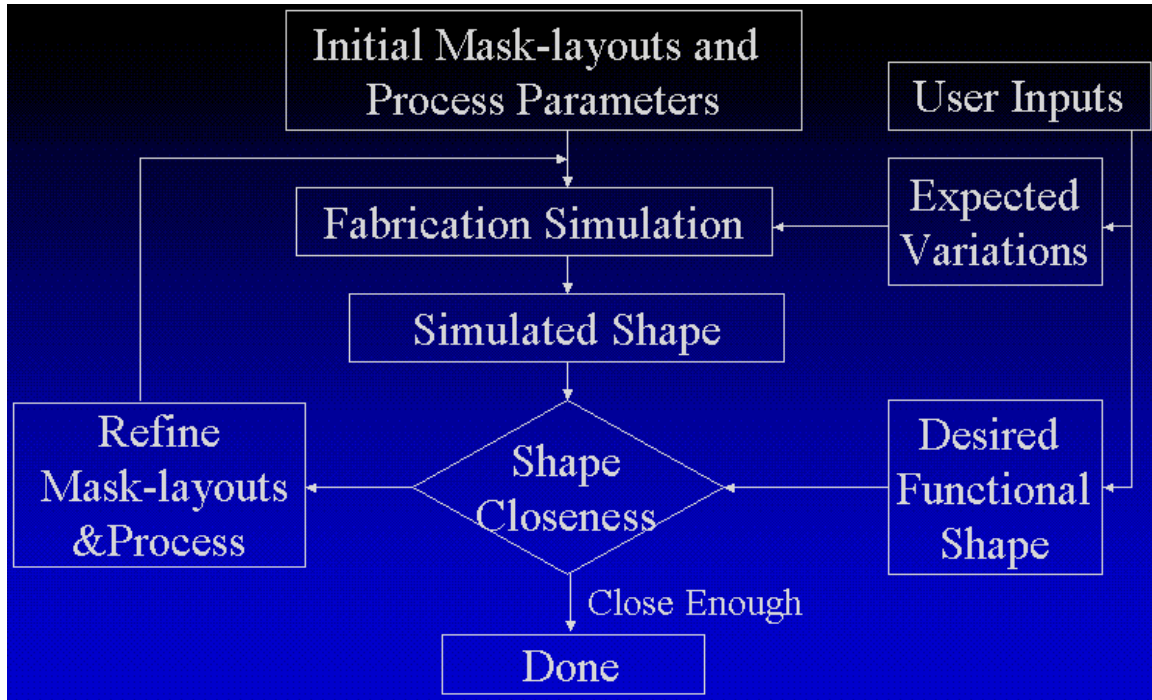 Initial Mask-layouts and
Process Parameters
User Inputs
Fabrication Simulation
Expected
Variations
Simulated Shape
Refine
Mask-layouts
&Process
Shape
Closeness
Desired
Functional
Shape
Close Enough
Done